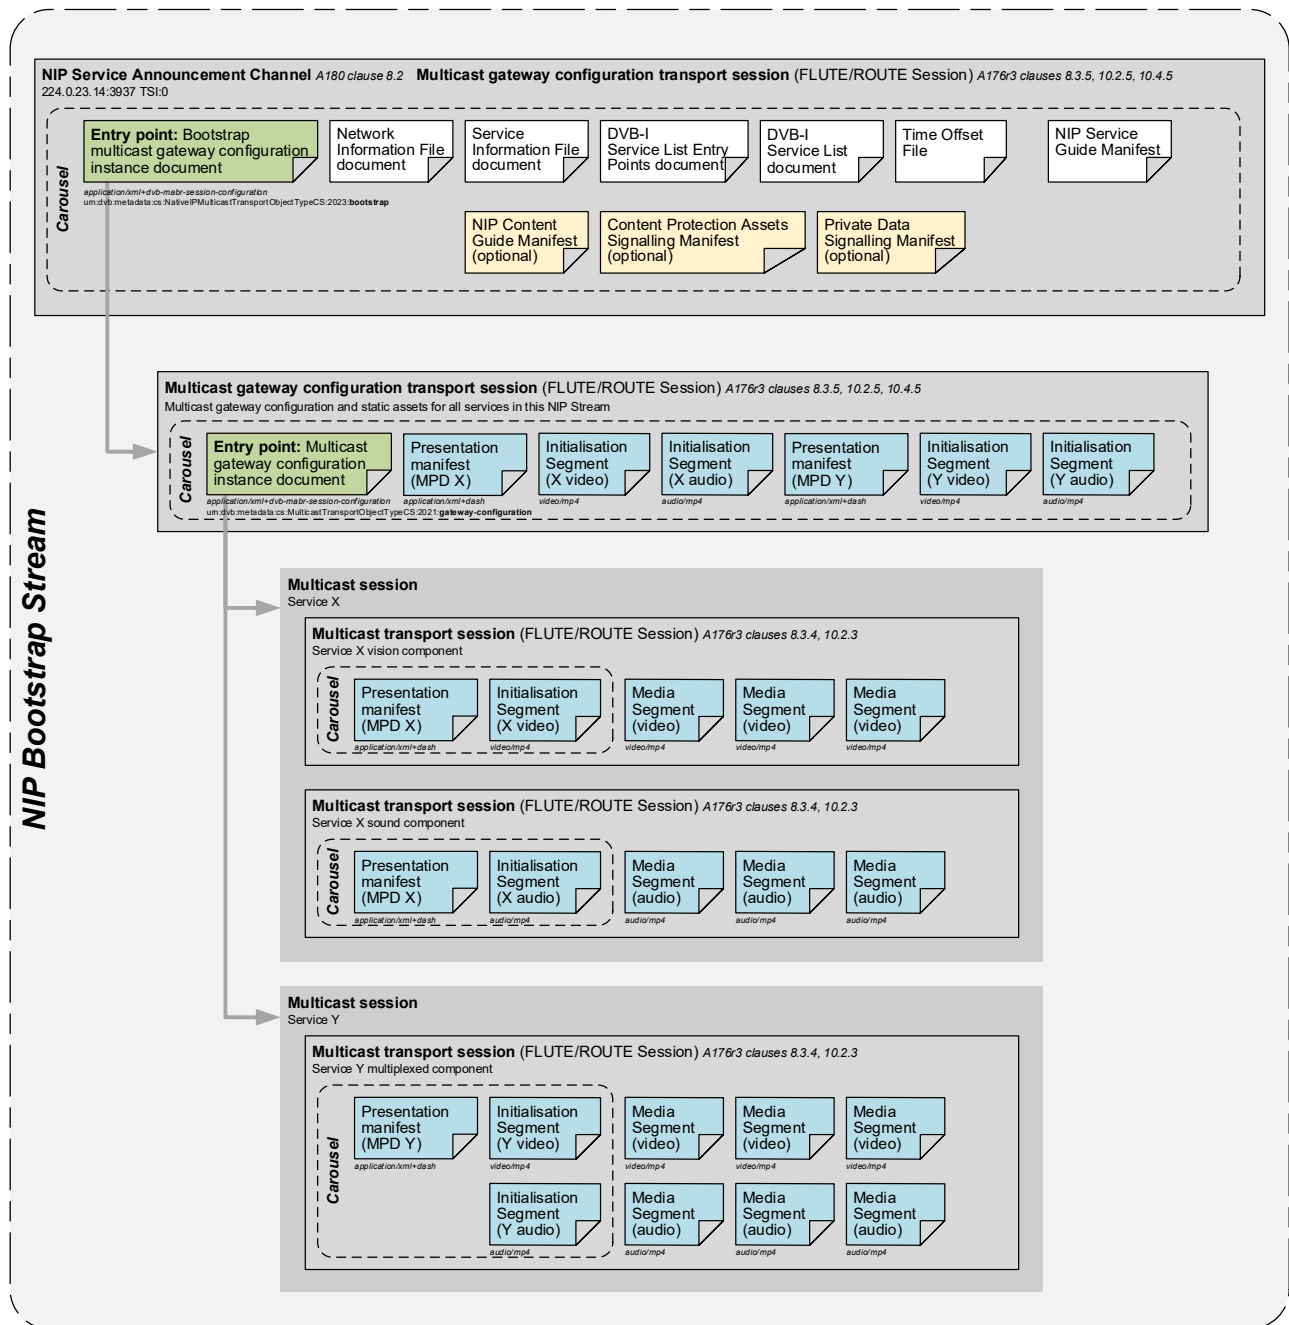 NIP Service Announcement Channel A180 clause 8.2 Multicast gateway configuration transport session (FLUTE/ROUTE Session) A176r3 clauses 8.3.5, 10.2.5, 10.4.5
224.0.23.14:3937 TSI:0
Carousel
Entry point: Bootstrap
multicast gateway configuration
instance document
application/xml+dvb-mabr-session-configuration
urn:dvb:metadata:cs:NativeIPMulticastTransportObjectTypeCS:2023:bootstrap
Network
Information File
document
Service
Information File
document
DVB-I
Service List Entry
Points document
DVB-I
Service List
document
Time Offset
File
NIP Service
Guide Manifest
NIP Content
Guide Manifest
(optional)
Content Protection Assets
Signalling Manifest
(optional)
Private Data
Signalling Manifest
(optional)
NIP Bootstrap Stream
Multicast gateway configuration transport session (FLUTE/ROUTE Session) A176r3 clauses 8.3.5, 10.2.5, 10.4.5
Multicast gateway configuration and static assets for all services in this NIP Stream
Carousel
Entry point: Multicast
gateway configuration
instance document
application/xml+dvb-mabr-session-configuration
urn:dvb:metadata:cs:MulticastTransportObjectTypeCS:2021:gateway-configuration
Presentation
manifest
(MPD X)
application/xml+dash
Initialisation
Segment
(X video)
video/mp4
Initialisation
Segment
(X audio)
audio/mp4
Presentation
manifest
(MPD Y)
application/xml+dash
Initialisation
Segment
(Y video)
video/mp4
Initialisation
Segment
(Y audio)
audio/mp4
Multicast session
Service X
Multicast transport session (FLUTE/ROUTE Session) A176r3 clauses 8.3.4, 10.2.3
Service X vision component
Carousel
Presentation
manifest
(MPD X)
application/xml+dash
Initialisation
Segment
(X video)
video/mp4
Media
Segment
(video)
video/mp4
Media
Segment
(video)
video/mp4
Media
Segment
(video)
video/mp4
Multicast transport session (FLUTE/ROUTE Session) A176r3 clauses 8.3.4, 10.2.3
Service X sound component
Carousel
Presentation
manifest
(MPD X)
application/xml+dash
Initialisation
Segment
(X audio)
audio/mp4
Media
Segment
(audio)
audio/mp4
Media
Segment
(audio)
audio/mp4
Media
Segment
(audio)
audio/mp4
Multicast session
Service Y
Multicast transport session (FLUTE/ROUTE Session) A176r3 clauses 8.3.4, 10.2.3
Service Y multiplexed component
Carousel
Presentation
manifest
(MPD Y)
application/xml+dash
Initialisation
Segment
(Y video)
video/mp4
Media
Segment
(video)
video/mp4
Media
Segment
(video)
video/mp4
Media
Segment
(video)
video/mp4
Initialisation
Segment
(Y audio)
audio/mp4
Media
Segment
(audio)
audio/mp4
Media
Segment
(audio)
audio/mp4
Media
Segment
(audio)
audio/mp4